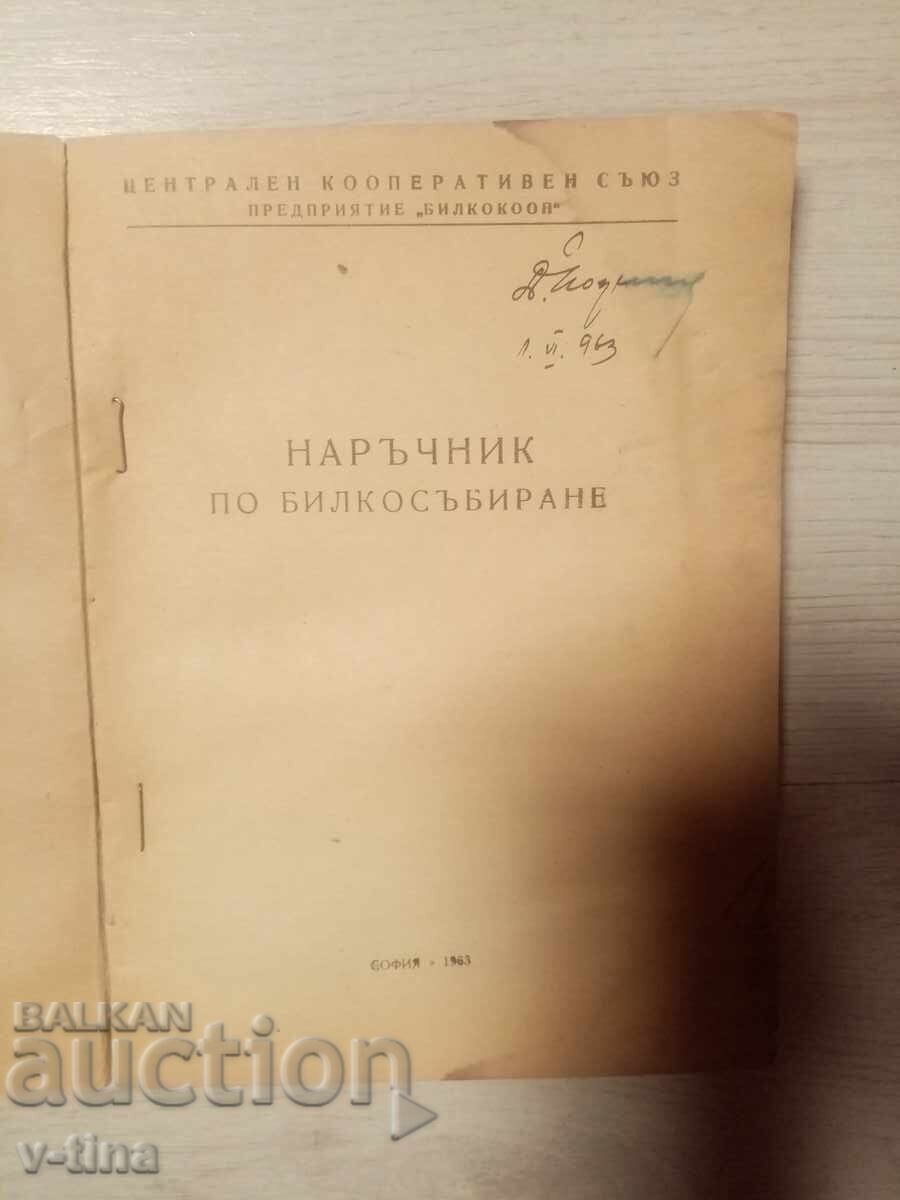 ЦЕНТРАЛЕН КООПЕРАТИВЕН СЪЮЗ
ПРЕДПРИЯТИЕ „БИЛКОКООП"
1. VI. 963
НАРЪЧНИК
ПО БИЛКОСЪБИРАНЕ
СОФИЯ • 1963
BALKAN
auction
v-tina